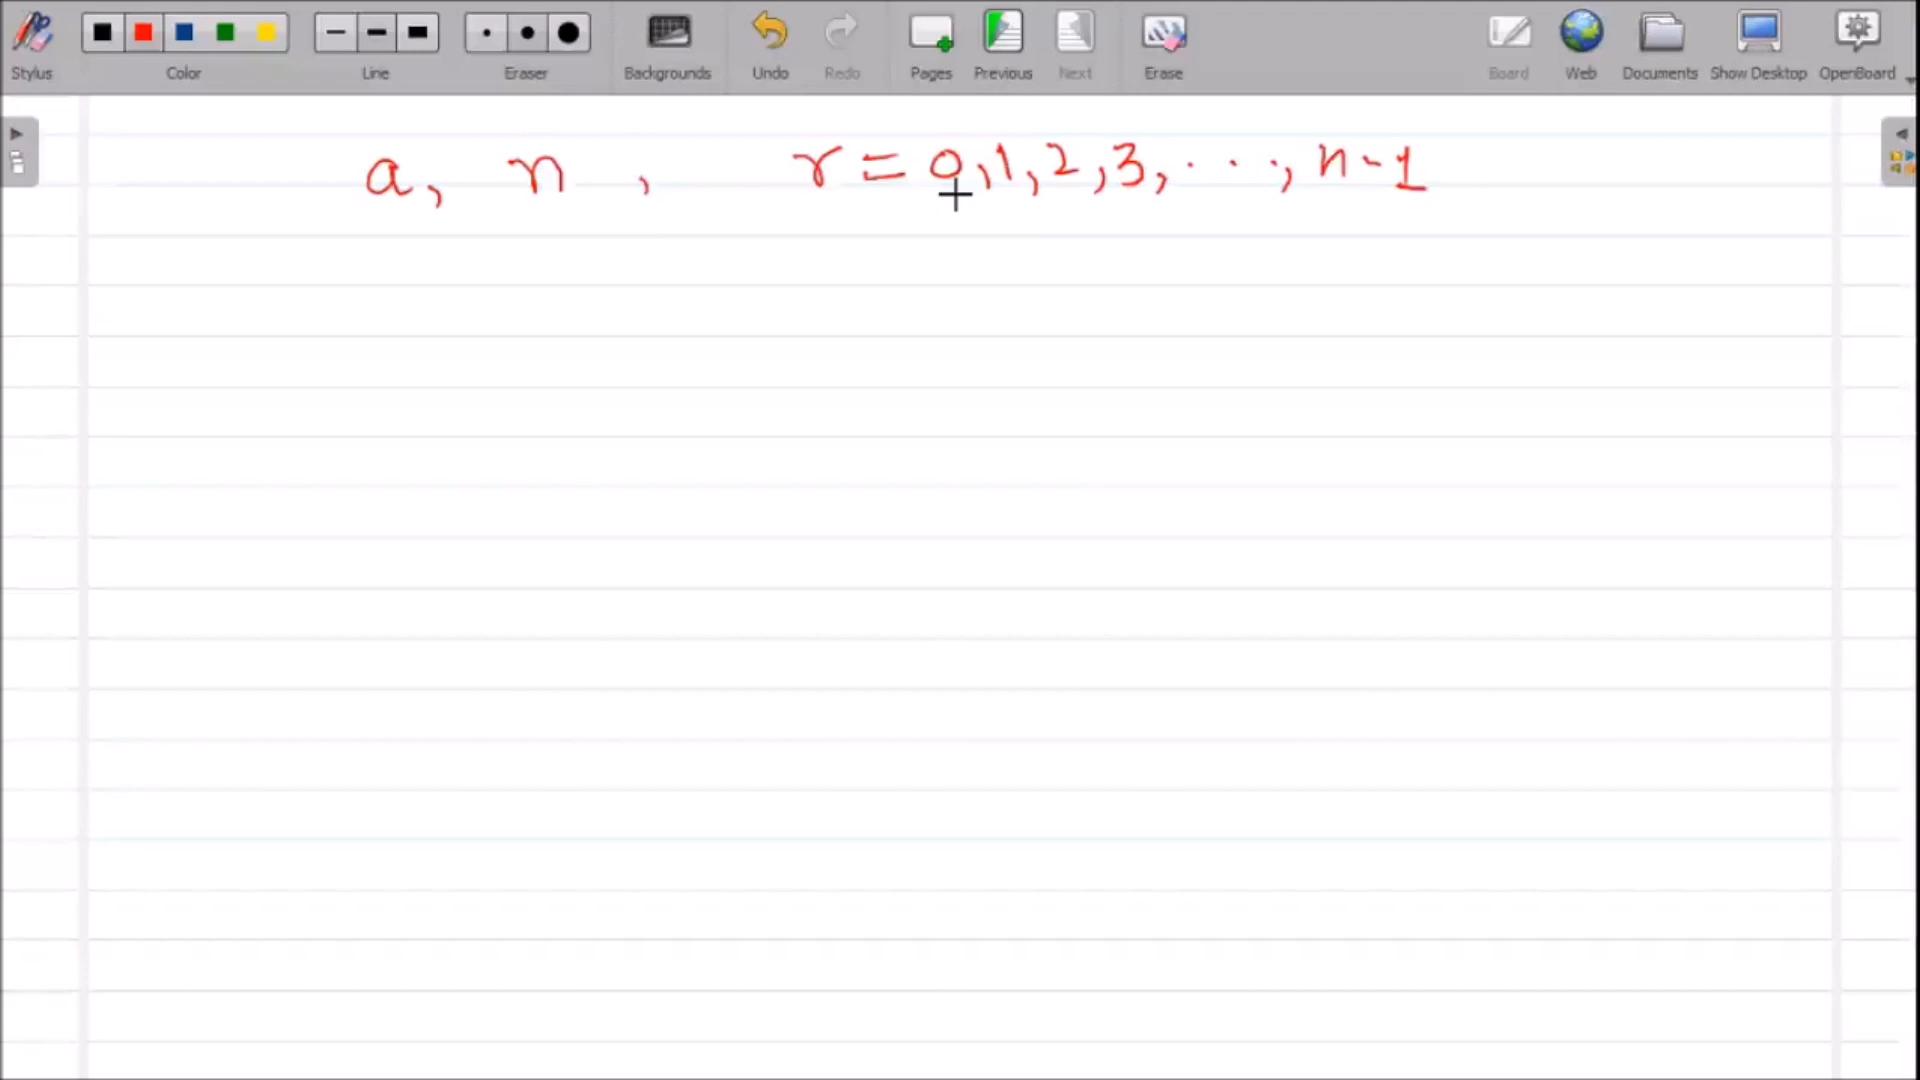 Stylus Color Line Eraser Backgrounds Undo Redo Pages Previous Next Erase Board Web Documents Show Desktop OpenBoard
a, n , r = 0,1,2,3,...,n-1